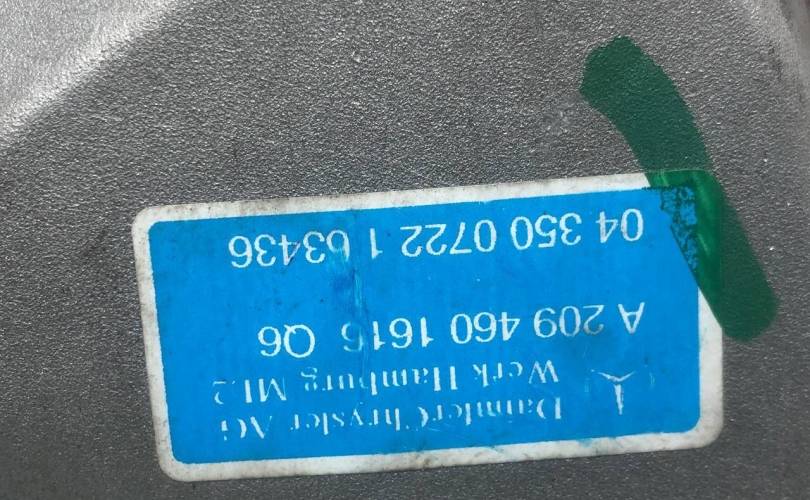 DaimlerChrysler AG
Werk Hamburg ML2
A 209 460 1616 Q6
04 350 0722 1 63436